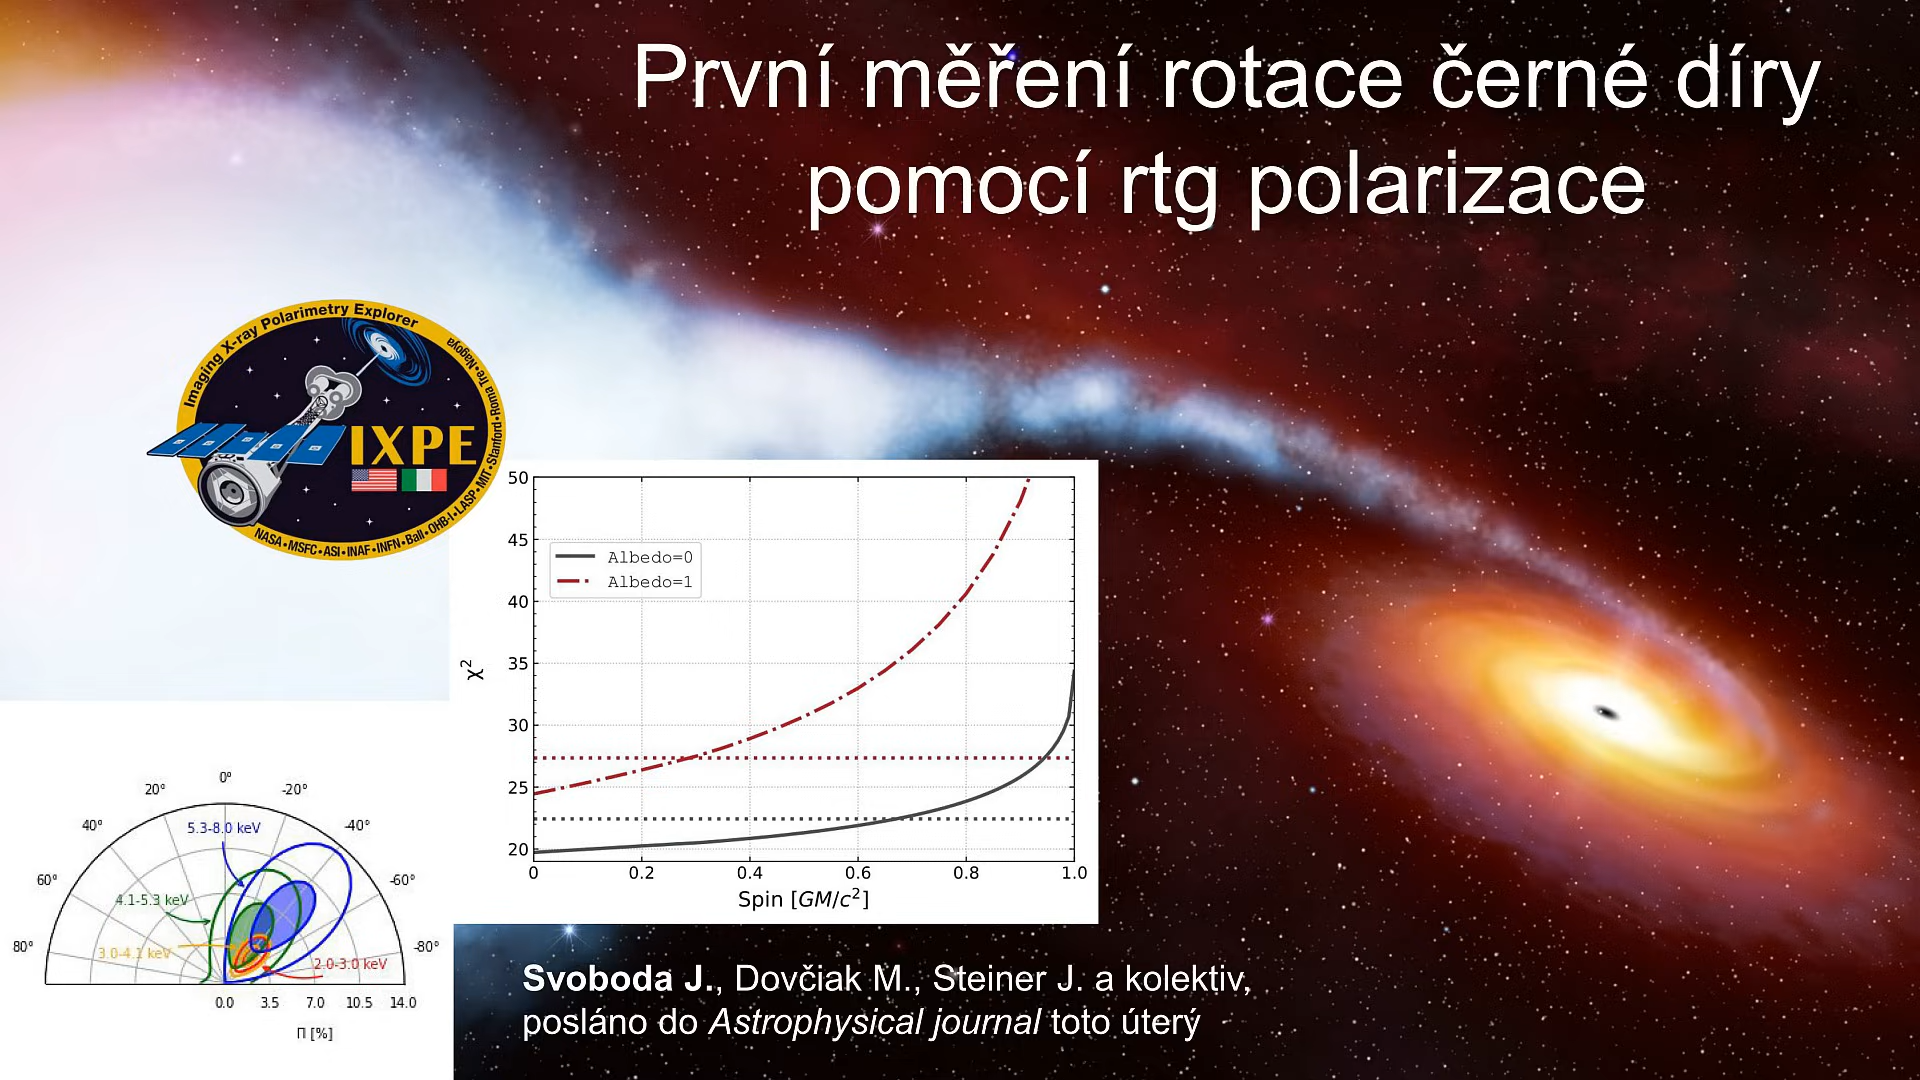 První měření rotace černé díry
pomocí rtg polarizace
Imaging X-ray Polarimetry Explorer
IXPE
NASA•MSFC•ASI•INAF•INFN•Ball•OHB-I•LASP•MIT•Stanford•Roma Tre•Nagoya
50
45
40
35
30
25
20
χ²
Albedo=0
Albedo=1
0 0.2 0.4 0.6 0.8 1.0
Spin [GM/c²]
0°
20° -20°
40° -40°
60° -60°
80° -80°
5.3-8.0 keV
4.1-5.3 keV
3.0-4.1 keV
2.0-3.0 keV
0.0 3.5 7.0 10.5 14.0
Π [%]
Svoboda J., Dovčiak M., Steiner J. a kolektiv,
posláno do Astrophysical journal toto úterý